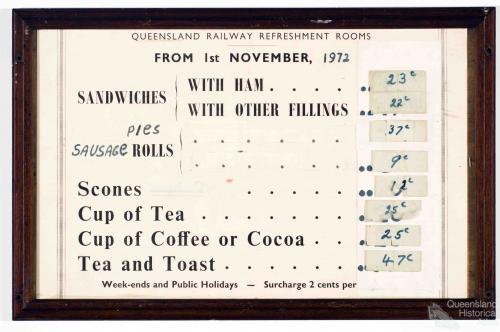 QUEENSLAND RAILWAY REFRESHMENT ROOMS
FROM 1st NOVEMBER, 1972
SANDWICHES
WITH HAM . . . . 23c
WITH OTHER FILLINGS .... 22c
pies 37c
SAUSAGE ROLLS 9c
Scones . . . . . .. 12c
Cup of Tea . . . . . . .. 25c
Cup of Coffee or Cocoa . . .. 25c
Tea and Toast . . . . . .. 47c
Week-ends and Public Holidays — Surcharge 2 cents per
Queensland
Historical